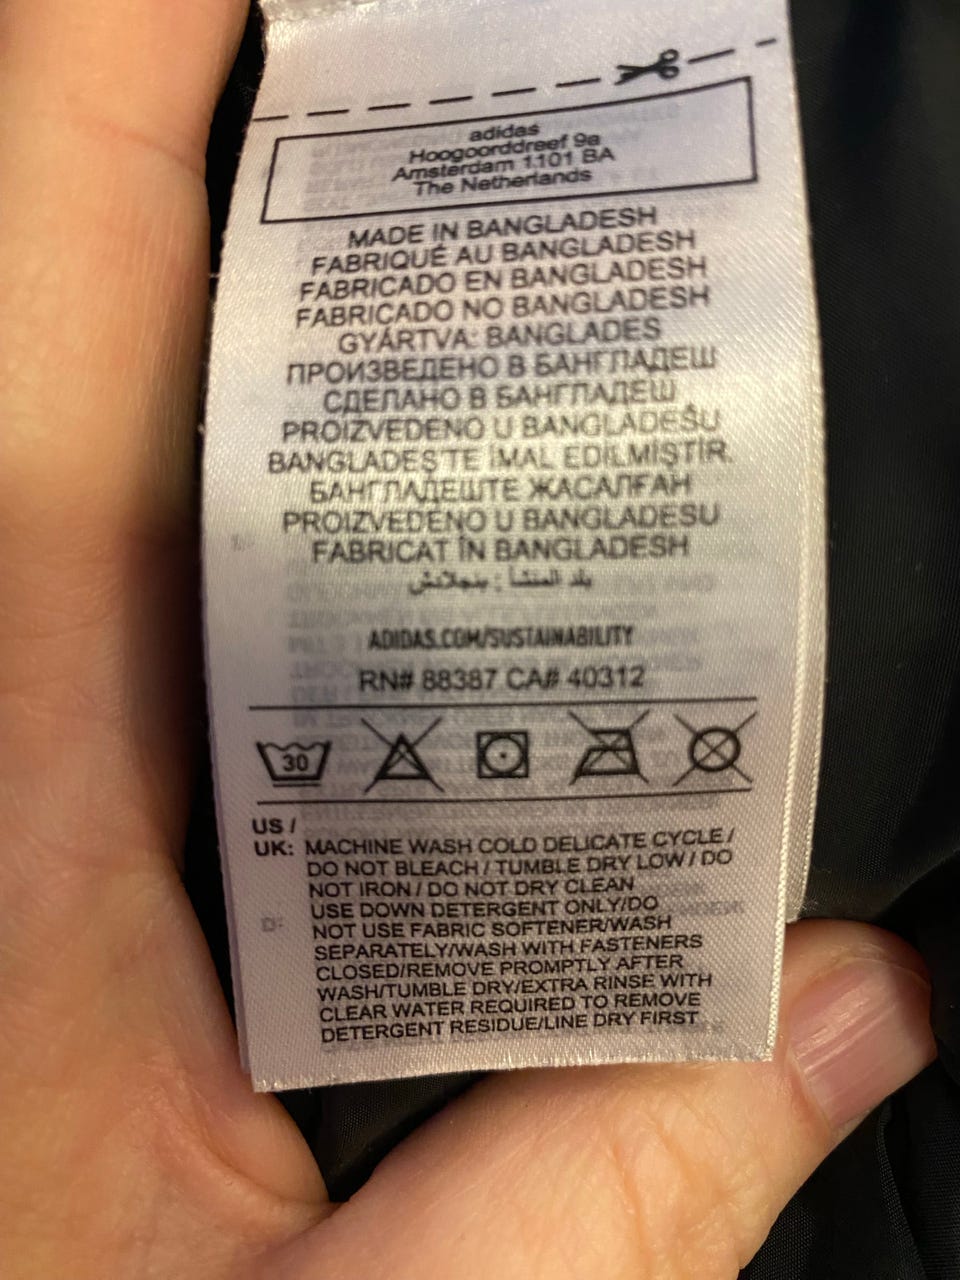 adidas
Hoogoorddreef 9a
Amsterdam 1101 BA
The Netherlands
MADE IN BANGLADESH
FABRIQUÉ AU BANGLADESH
FABRICADO EN BANGLADESH
FABRICADO NO BANGLADESH
GYÁRTVA: BANGLADES
ПРОИЗВЕДЕНО В БАНГЛАДЕШ
СДЕЛАНО В БАНГЛАДЕШ
PROIZVEDENO U BANGLADEŠU
BANGLADEŞ'TE İMAL EDİLMİŞTİR.
БАНГЛАДЕШТЕ ЖАСАЛҒАН
PROIZVEDENO U BANGLADESU
FABRICAT ÎN BANGLADESH
بلد المنشأ : بنجلادش
ADIDAS.COM/SUSTAINABILITY
RN# 88387 CA# 40312
30
US /
UK: MACHINE WASH COLD DELICATE CYCLE /
DO NOT BLEACH / TUMBLE DRY LOW / DO
NOT IRON / DO NOT DRY CLEAN
USE DOWN DETERGENT ONLY/DO
NOT USE FABRIC SOFTENER/WASH
SEPARATELY/WASH WITH FASTENERS
CLOSED/REMOVE PROMPTLY AFTER
WASH/TUMBLE DRY/EXTRA RINSE WITH
CLEAR WATER REQUIRED TO REMOVE
DETERGENT RESIDUE/LINE DRY FIRST